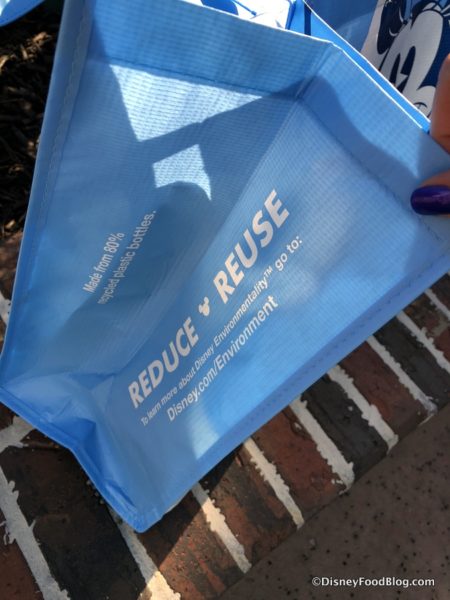 Made from 80%
recycled plastic bottles.
REDUCE REUSE
To learn more about Disney Environmentality™ go to:
Disney.com/Environment
©DisneyFoodBlog.com